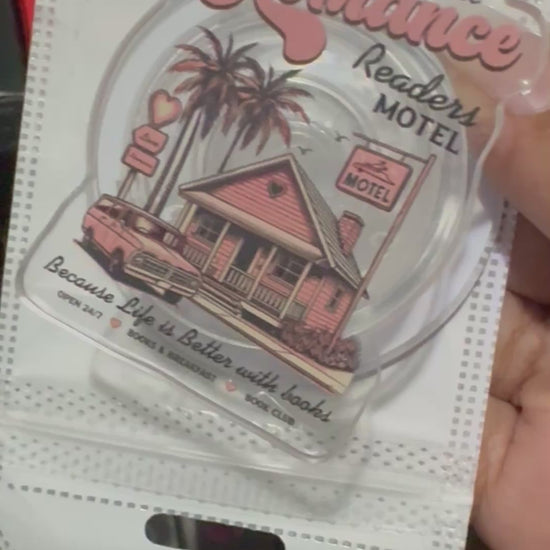 Romance
Readers
MOTEL
MOTEL
Because Life is Better with books
OPEN 24/7 BOOKS & BREAKFAST BOOK CLUB